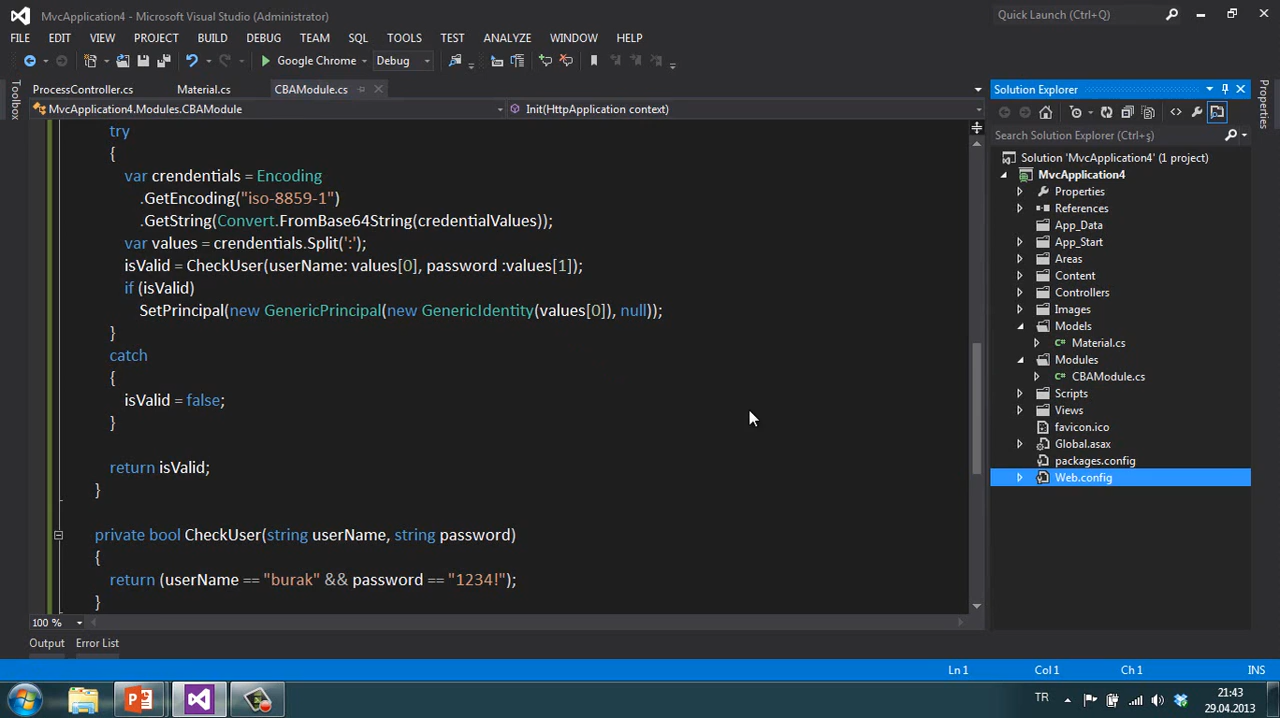 MvcApplication4 - Microsoft Visual Studio (Administrator)
Quick Launch (Ctrl+Q)
FILE EDIT VIEW PROJECT BUILD DEBUG TEAM SQL TOOLS TEST ANALYZE WINDOW HELP
Google Chrome Debug
Toolbox
ProcessController.cs Material.cs CBAModule.cs
MvcApplication4.Modules.CBAModule Init(HttpApplication context)
try
{
var crendentials = Encoding
.GetEncoding("iso-8859-1")
.GetString(Convert.FromBase64String(credentialValues));
var values = crendentials.Split(':');
isValid = CheckUser(userName: values[0], password :values[1]);
if (isValid)
SetPrincipal(new GenericPrincipal(new GenericIdentity(values[0]), null));
}
catch
{
isValid = false;
}
return isValid;
}
private bool CheckUser(string userName, string password)
{
return (userName == "burak" && password == "1234!");
}
100 %
Output Error List
Solution Explorer
Search Solution Explorer (Ctrl+ş)
Solution 'MvcApplication4' (1 project)
MvcApplication4
Properties
References
App_Data
App_Start
Areas
Content
Controllers
Images
Models
C# Material.cs
Modules
C# CBAModule.cs
Scripts
Views
favicon.ico
Global.asax
packages.config
Web.config
Properties
Ln 1 Col 1 Ch 1 INS
TR
21:43
29.04.2013